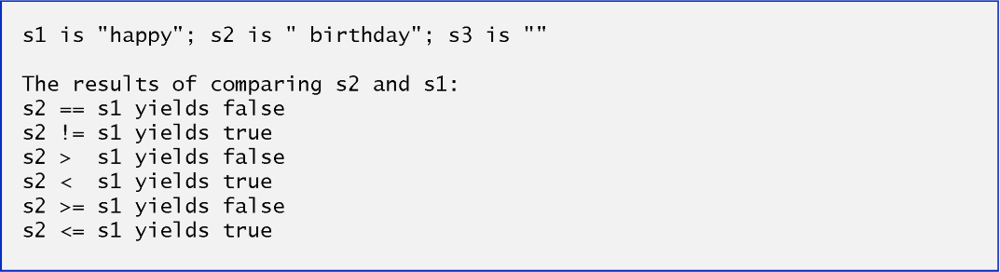 s1 is "happy"; s2 is " birthday"; s3 is ""
The results of comparing s2 and s1:
s2 == s1 yields false
s2 != s1 yields true
s2 >  s1 yields false
s2 <  s1 yields true
s2 >= s1 yields false
s2 <= s1 yields true